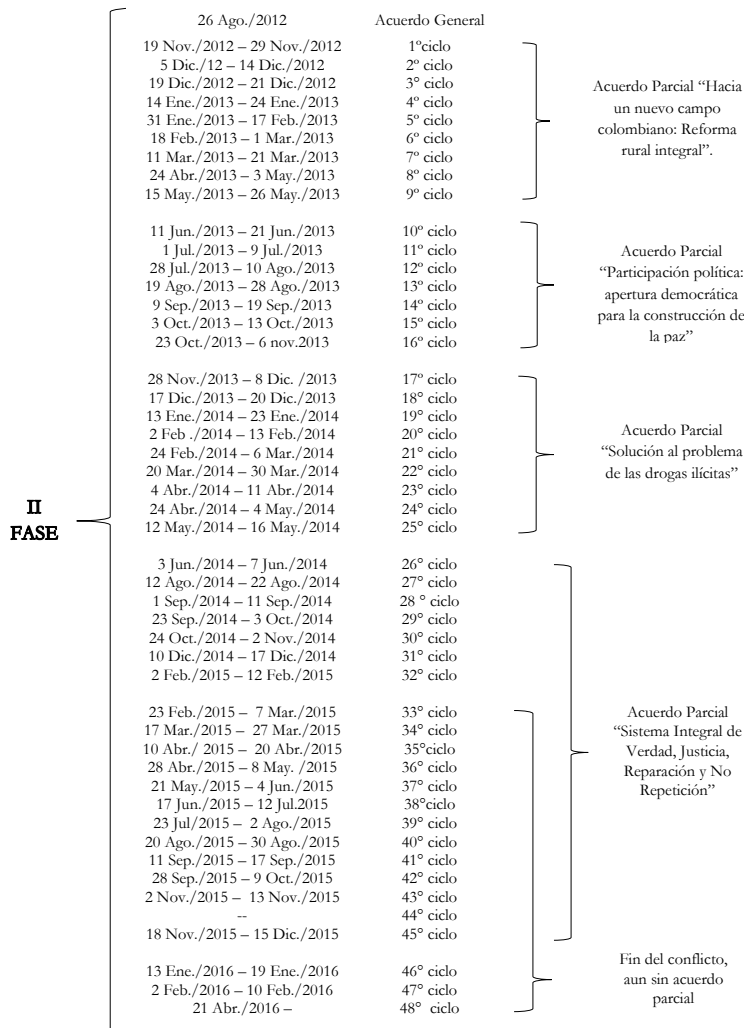 26 Ago./2012 Acuerdo General
19 Nov./2012 – 29 Nov./2012 1ºciclo
5 Dic./12 – 14 Dic./2012 2º ciclo
19 Dic./2012 – 21 Dic./2012 3° ciclo
14 Ene./2013 – 24 Ene./2013 4º ciclo
31 Ene./2013 – 17 Feb./2013 5º ciclo
18 Feb./2013 – 1 Mar./2013 6º ciclo
11 Mar./2013 – 21 Mar./2013 7º ciclo
24 Abr./2013 – 3 May./2013 8º ciclo
15 May./2013 – 26 May./2013 9º ciclo
Acuerdo Parcial “Hacia
un nuevo campo
colombiano: Reforma
rural integral”.
11 Jun./2013 – 21 Jun./2013 10º ciclo
1 Jul./2013 – 9 Jul./2013 11º ciclo
28 Jul./2013 – 10 Ago./2013 12º ciclo
19 Ago./2013 – 28 Ago./2013 13º ciclo
9 Sep./2013 – 19 Sep./2013 14º ciclo
3 Oct./2013 – 13 Oct./2013 15º ciclo
23 Oct./2013 – 6 nov.2013 16º ciclo
Acuerdo Parcial
“Participación política:
apertura democrática
para la construcción de
la paz”
28 Nov./2013 – 8 Dic. /2013 17º ciclo
17 Dic./2013 – 20 Dic./2013 18° ciclo
13 Ene./2014 – 23 Ene./2014 19° ciclo
2 Feb ./2014 – 13 Feb./2014 20° ciclo
24 Feb./2014 – 6 Mar./2014 21° ciclo
20 Mar./2014 – 30 Mar./2014 22° ciclo
4 Abr./2014 – 11 Abr./2014 23° ciclo
24 Abr./2014 – 4 May./2014 24° ciclo
12 May./2014 – 16 May./2014 25° ciclo
Acuerdo Parcial
“Solución al problema
de las drogas ilícitas”
II
FASE
3 Jun./2014 – 7 Jun./2014 26° ciclo
12 Ago./2014 – 22 Ago./2014 27° ciclo
1 Sep./2014 – 11 Sep./2014 28 ° ciclo
23 Sep./2014 – 3 Oct./2014 29° ciclo
24 Oct./2014 – 2 Nov./2014 30° ciclo
10 Dic./2014 – 17 Dic./2014 31° ciclo
2 Feb./2015 – 12 Feb./2015 32° ciclo
23 Feb./2015 – 7 Mar./2015 33° ciclo
17 Mar./2015 – 27 Mar./2015 34° ciclo
10 Abr./ 2015 – 20 Abr./2015 35°ciclo
28 Abr./2015 – 8 May. /2015 36° ciclo
21 May./2015 – 4 Jun./2015 37° ciclo
17 Jun./2015 – 12 Jul.2015 38°ciclo
23 Jul/2015 – 2 Ago./2015 39° ciclo
20 Ago./2015 – 30 Ago./2015 40° ciclo
11 Sep./2015 – 17 Sep./2015 41° ciclo
28 Sep./2015 – 9 Oct./2015 42° ciclo
2 Nov./2015 – 13 Nov./2015 43° ciclo
-- 44° ciclo
18 Nov./2015 – 15 Dic./2015 45° ciclo
Acuerdo Parcial
“Sistema Integral de
Verdad, Justicia,
Reparación y No
Repetición”
13 Ene./2016 – 19 Ene./2016 46° ciclo
2 Feb./2016 – 10 Feb./2016 47° ciclo
21 Abr./2016 – 48° ciclo
Fin del conflicto,
aun sin acuerdo
parcial